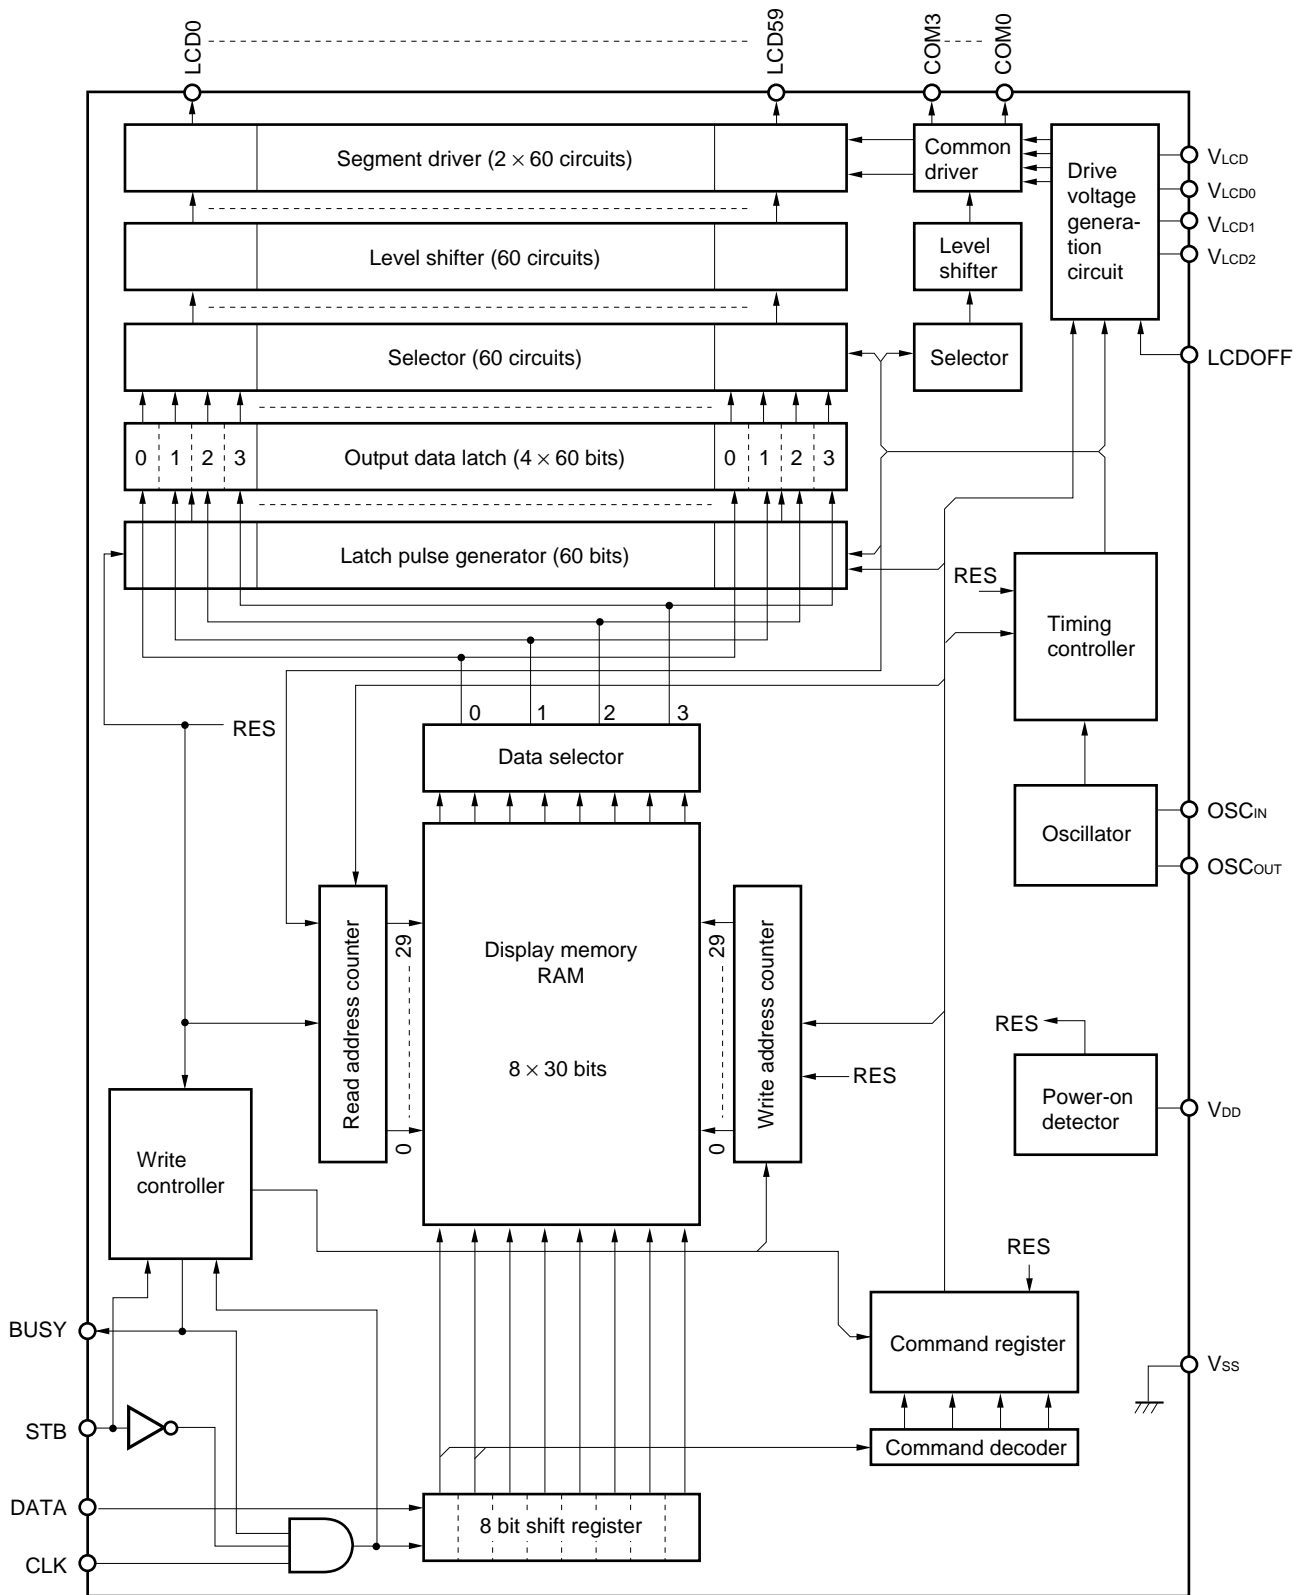 LCD0
LCD59
COM3
COM0
Segment driver (2 × 60 circuits)
Common
driver
Drive
voltage
genera-
tion
circuit
VLCD
VLCD0
VLCD1
VLCD2
Level shifter (60 circuits)
Level
shifter
Selector (60 circuits)
Selector
LCDOFF
0 1 2 3
Output data latch (4 × 60 bits)
0 1 2 3
Latch pulse generator (60 bits)
RES
Timing
controller
RES
0 1 2 3
Data selector
Oscillator
OSCIN
OSCOUT
Read address counter
29
0
Display memory
RAM
8 × 30 bits
29
0
Write address counter
RES
RES
Power-on
detector
VDD
Write
controller
RES
BUSY
Command register
VSS
STB
Command decoder
DATA
8 bit shift register
CLK